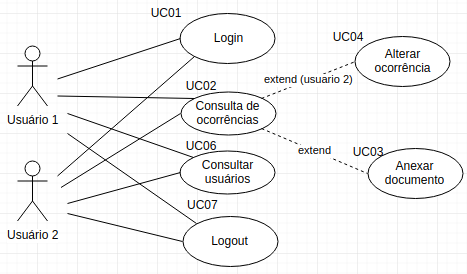 UC01
Login
UC04
Alterar
ocorrência
extend (usuario 2)
UC02
Consulta de
ocorrências
Usuário 1
extend
UC03
Anexar
documento
UC06
Consultar
usuários
UC07
Logout
Usuário 2